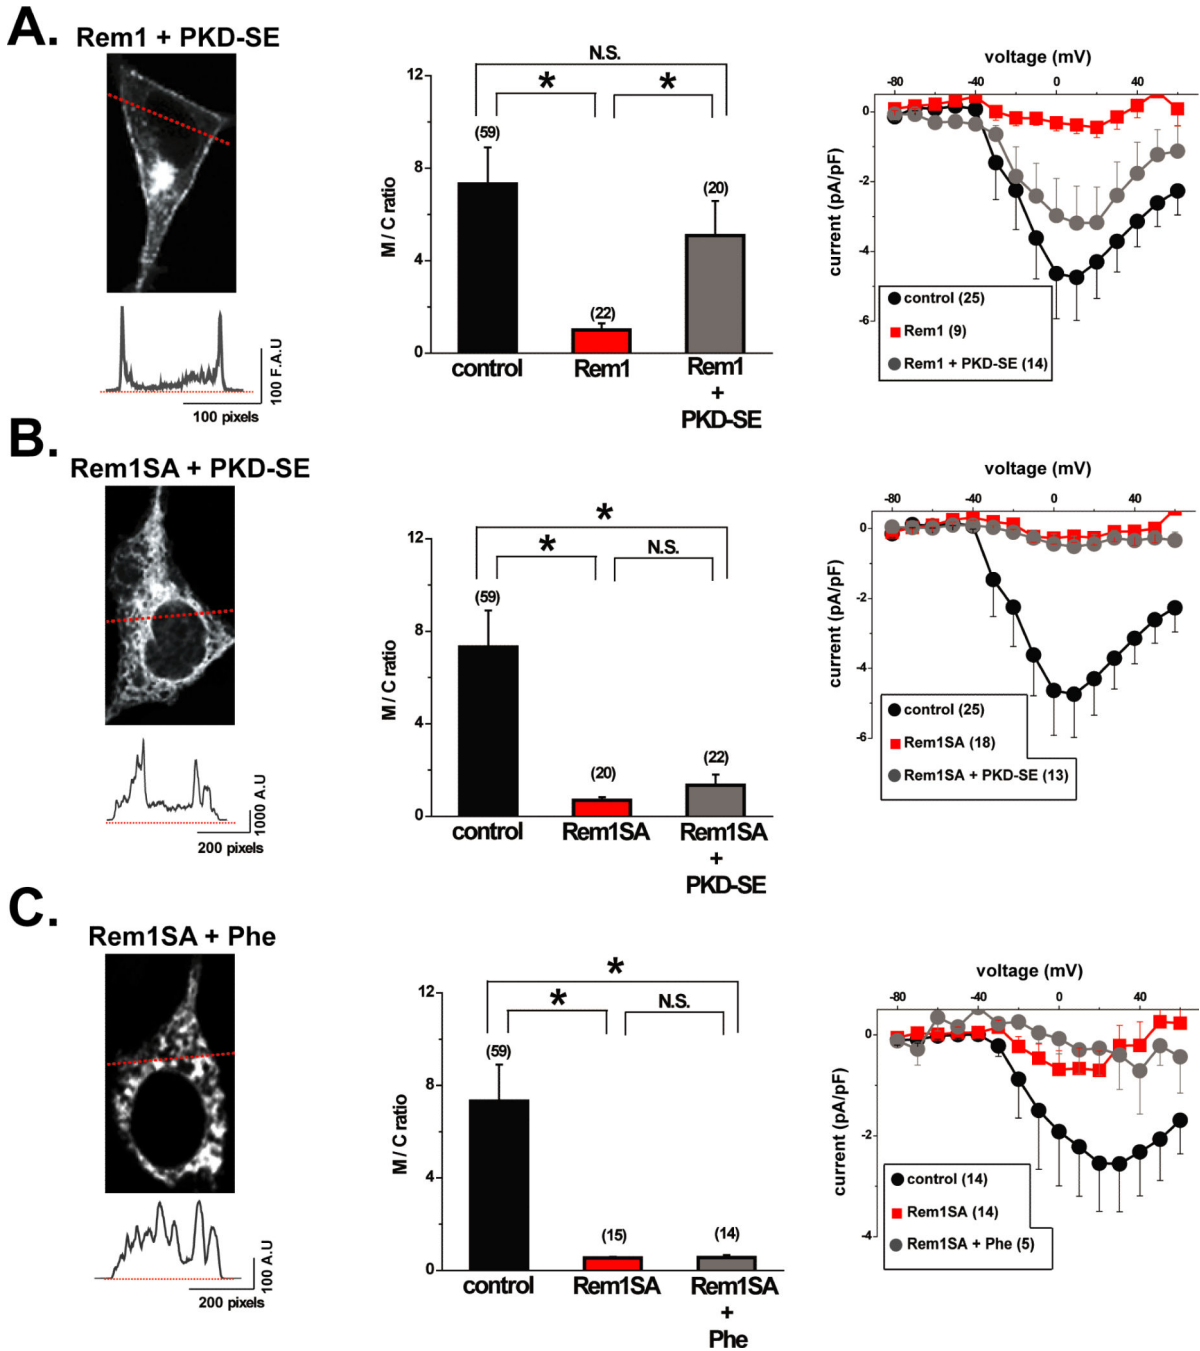 A.
Rem1 + PKD-SE
100 F.A.U
100 pixels
N.S.
*
*
12
8
4
0
M / C ratio
(59)
(22)
(20)
control
Rem1
Rem1
+
PKD-SE
voltage (mV)
-80
-40
0
40
0
-2
-4
-6
current (pA/pF)
control (25)
Rem1 (9)
Rem1 + PKD-SE (14)
B.
Rem1SA + PKD-SE
1000 A.U
200 pixels
*
*
N.S.
12
8
4
0
M / C ratio
(59)
(20)
(22)
control
Rem1SA
Rem1SA
+
PKD-SE
voltage (mV)
-80
-40
0
40
0
-2
-4
-6
current (pA/pF)
control (25)
Rem1SA (18)
Rem1SA + PKD-SE (13)
C.
Rem1SA + Phe
100 A.U
200 pixels
*
*
N.S.
12
8
4
0
M / C ratio
(59)
(15)
(14)
control
Rem1SA
Rem1SA
+
Phe
voltage (mV)
-80
-40
0
40
0
-2
-4
current (pA/pF)
control (14)
Rem1SA (14)
Rem1SA + Phe (5)